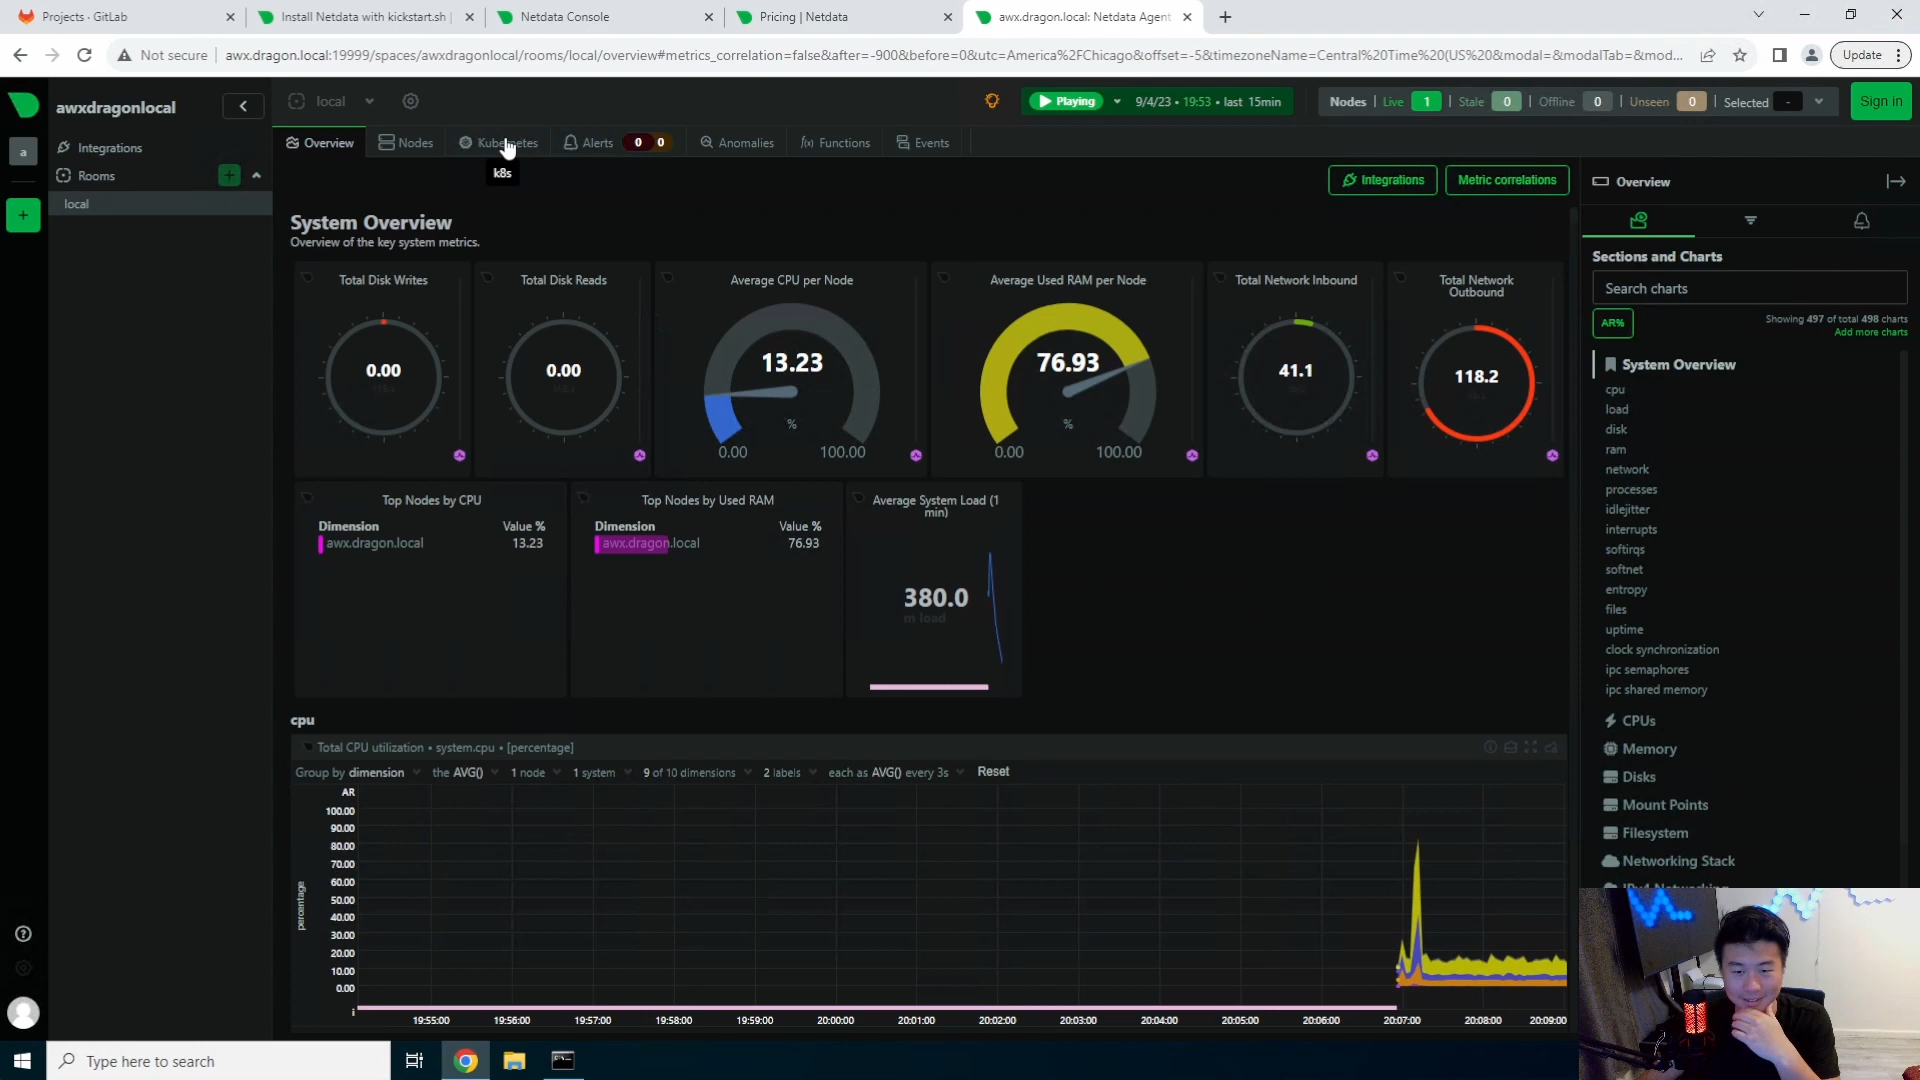 Projects · GitLab
Install Netdata with kickstart.sh |
Netdata Console
Pricing | Netdata
awx.dragon.local: Netdata Agent
Not secure
awx.dragon.local:19999/spaces/awxdragonlocal/rooms/local/overview#metrics_correlation=false&after=-900&before=0&utc=America%2FChicago&offset=-5&timezoneName=Central%20Time%20(US%20&modal=&modalTab=&mod...
Update
awxdragonlocal
local
Playing
9/4/23 • 19:53 • last 15min
Nodes | Live 1 | Stale 0 | Offline 0 | Unseen 0 | Selected -
Sign in
a
Integrations
Rooms
local
Overview
Nodes
Kubernetes
Alerts 0 0
Anomalies
f(x) Functions
Events
k8s
Integrations
Metric correlations
Overview
System Overview
Overview of the key system metrics.
Total Disk Writes
0.00
Total Disk Reads
0.00
Average CPU per Node
13.23
%
0.00 100.00
Average Used RAM per Node
76.93
%
0.00 100.00
Total Network Inbound
41.1
Total Network
Outbound
118.2
Top Nodes by CPU
Dimension Value %
awx.dragon.local 13.23
Top Nodes by Used RAM
Dimension Value %
awx.dragon.local 76.93
Average System Load (1
min)
380.0
m load
cpu
Total CPU utilization • system.cpu • [percentage]
Group by dimension the AVG() 1 node 1 system 9 of 10 dimensions 2 labels each as AVG() every 3s Reset
AR
100.00
90.00
80.00
70.00
60.00
50.00
40.00
30.00
20.00
10.00
0.00
percentage
i
19:55:00 19:56:00 19:57:00 19:58:00 19:59:00 20:00:00 20:01:00 20:02:00 20:03:00 20:04:00 20:05:00 20:06:00 20:07:00 20:08:00 20:09:00
Sections and Charts
Search charts
AR%
Showing 497 of total 498 charts
Add more charts
System Overview
cpu
load
disk
ram
network
processes
idlejitter
interrupts
softirqs
softnet
entropy
files
uptime
clock synchronization
ipc semaphores
ipc shared memory
CPUs
Memory
Disks
Mount Points
Filesystem
Networking Stack
Type here to search